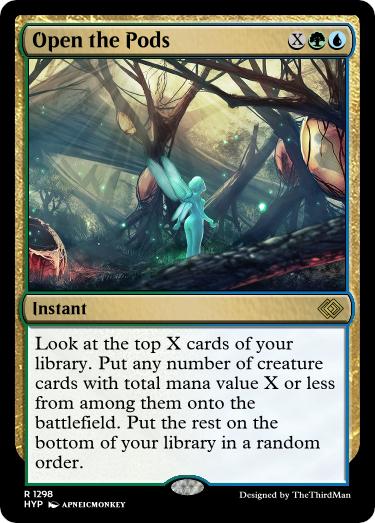 Open the Pods X
Instant
Look at the top X cards of your
library. Put any number of creature
cards with total mana value X or less
from among them onto the
battlefield. Put the rest on the
bottom of your library in a random
order.
R 1298
HYP APNEICMONKEY
Designed by TheThirdMan